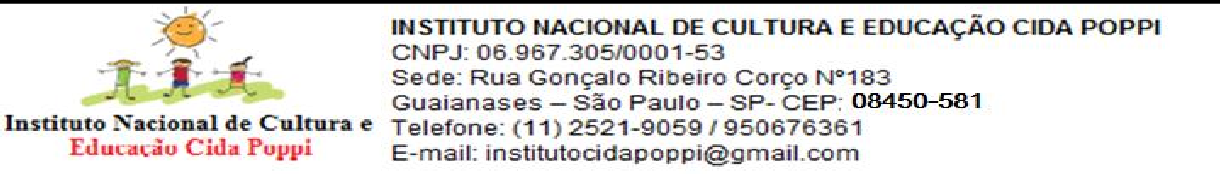 Instituto Nacional de Cultura e
Educação Cida Poppi
INSTITUTO NACIONAL DE CULTURA E EDUCAÇÃO CIDA POPPI
CNPJ: 06.967.305/0001-53
Sede: Rua Gonçalo Ribeiro Corço Nº183
Guaianases – São Paulo – SP- CEP: 08450-581
Telefone: (11) 2521-9059 / 950676361
E-mail: institutocidapoppi@gmail.com